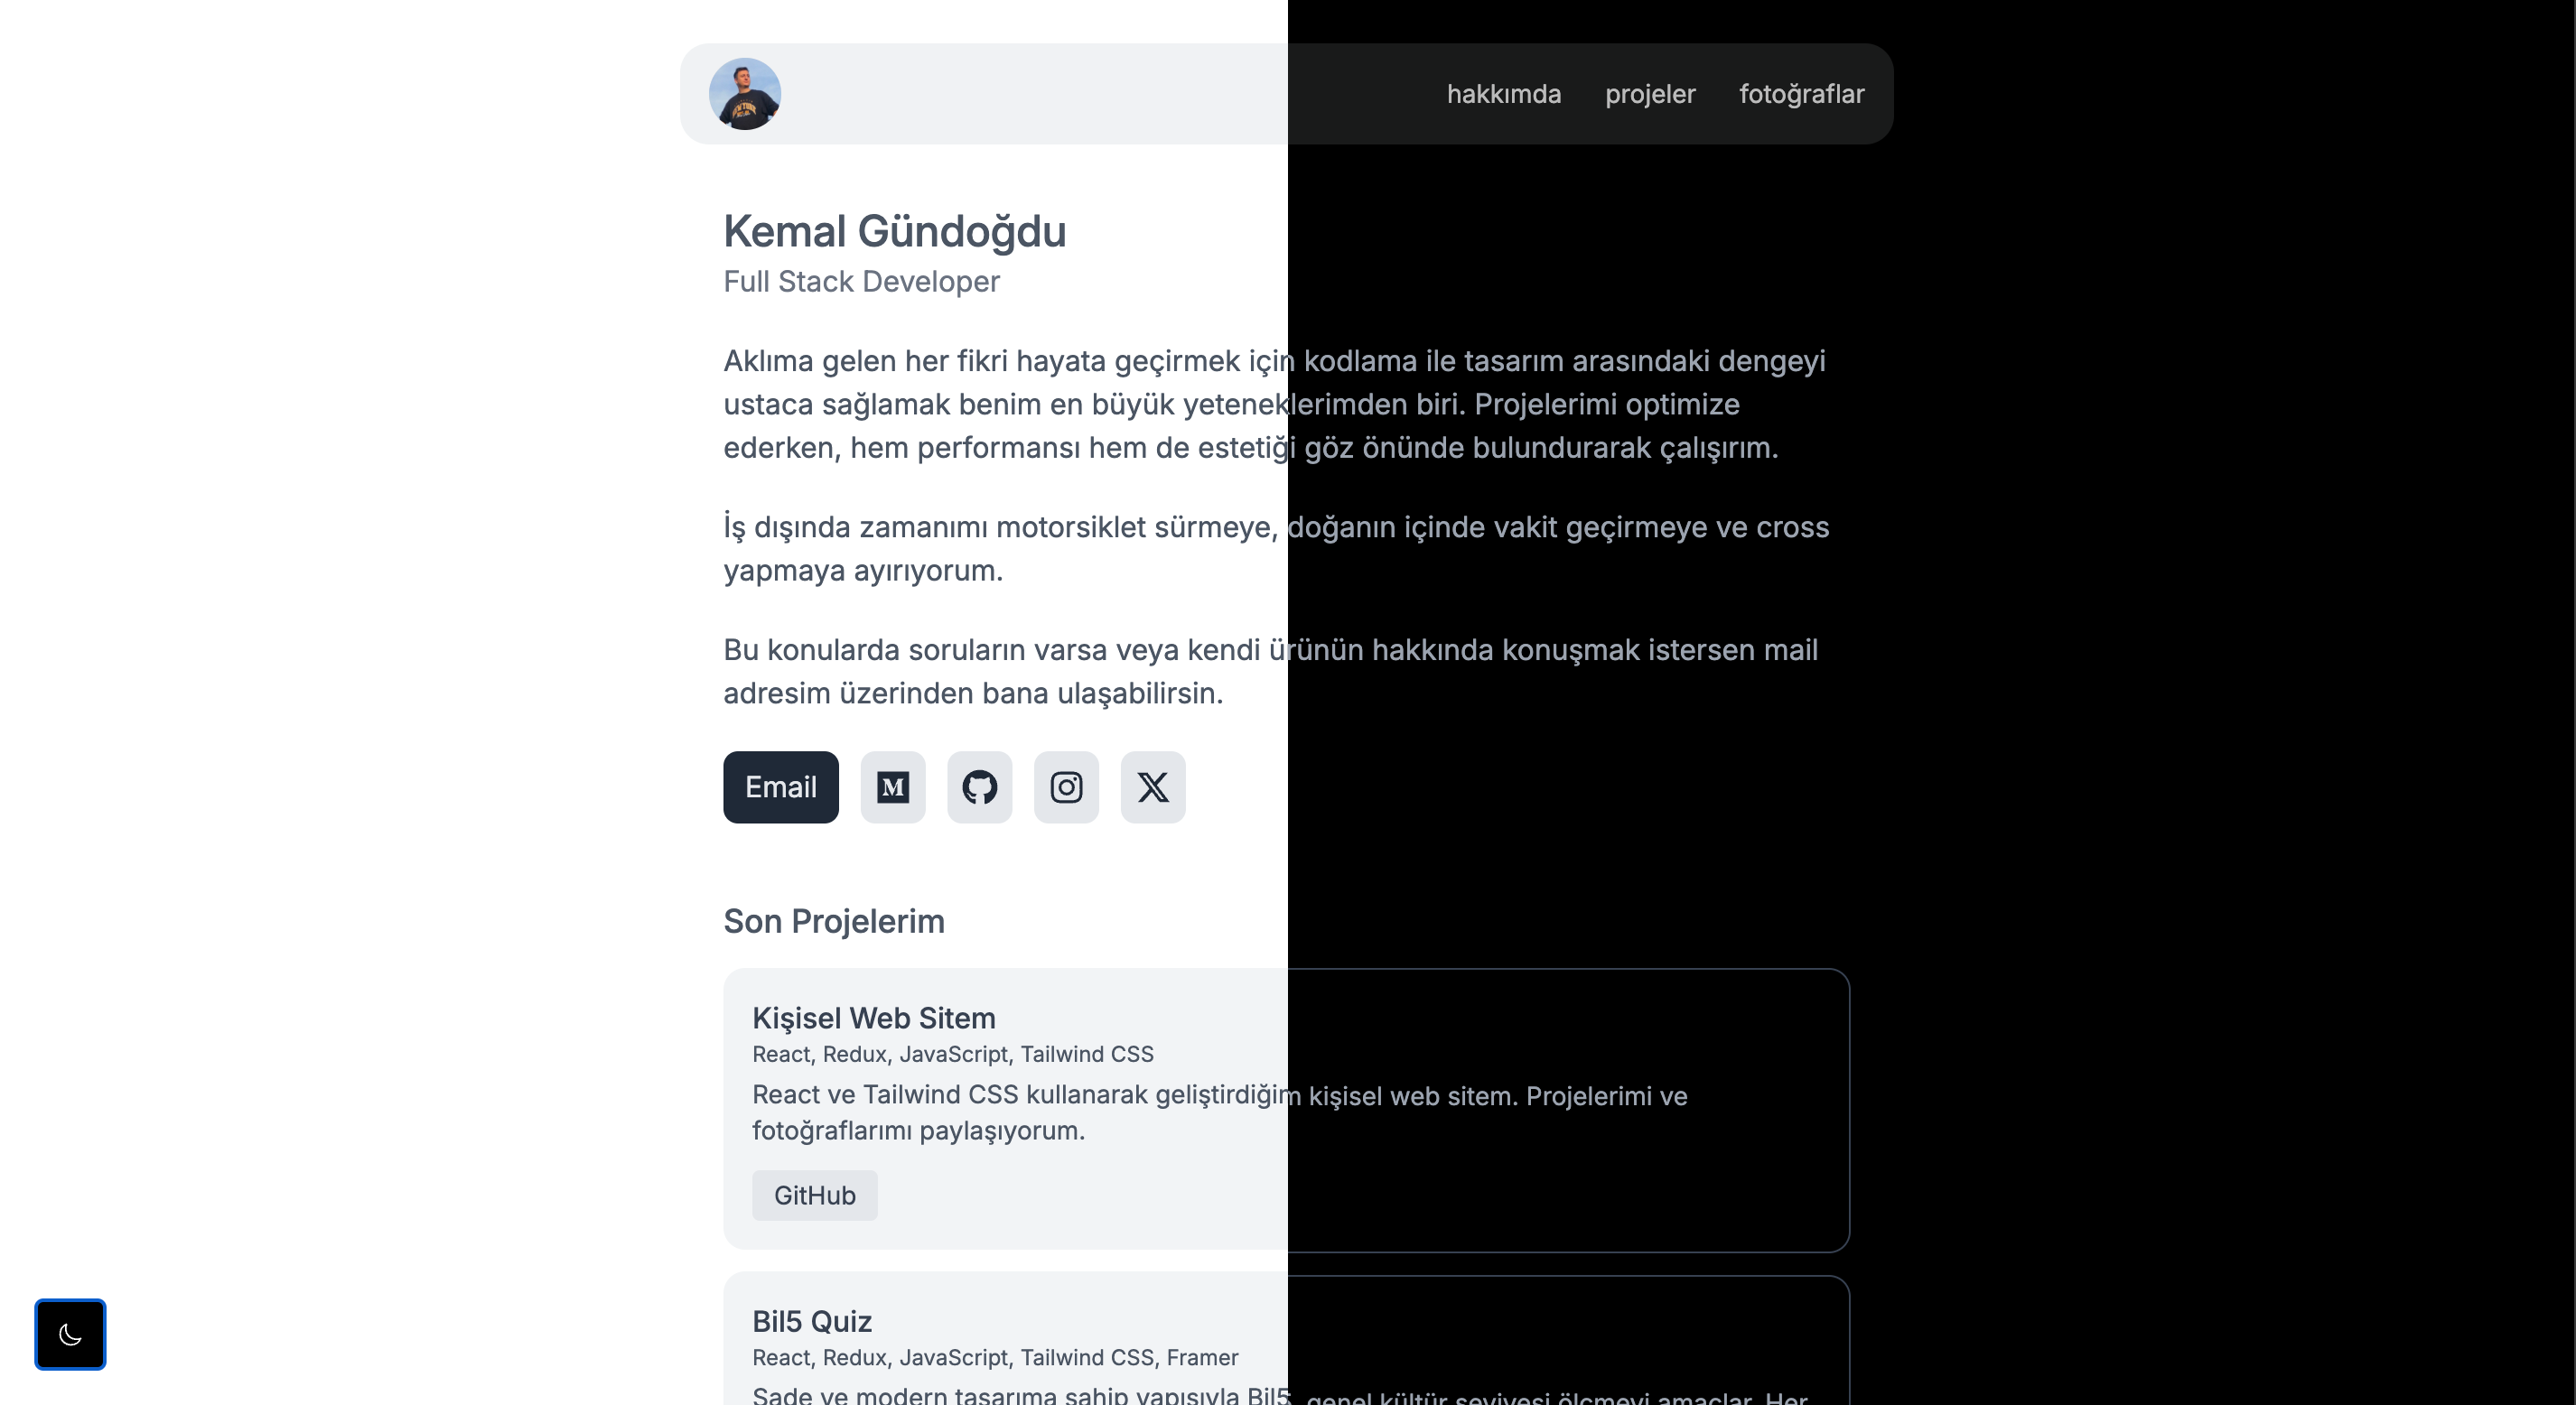 hakkımda projeler fotoğraflar
Kemal Gündoğdu
Full Stack Developer
Aklıma gelen her fikri hayata geçirmek için kodlama ile tasarım arasındaki dengeyi
ustaca sağlamak benim en büyük yeteneklerimden biri. Projelerimi optimize
ederken, hem performansı hem de estetiği göz önünde bulundurarak çalışırım.
İş dışında zamanımı motorsiklet sürmeye, doğanın içinde vakit geçirmeye ve cross
yapmaya ayırıyorum.
Bu konularda soruların varsa veya kendi ürünün hakkında konuşmak istersen mail
adresim üzerinden bana ulaşabilirsin.
Email
Son Projelerim
Kişisel Web Sitem
React, Redux, JavaScript, Tailwind CSS
React ve Tailwind CSS kullanarak geliştirdiğim kişisel web sitem. Projelerimi ve
fotoğraflarımı paylaşıyorum.
GitHub
Bil5 Quiz
React, Redux, JavaScript, Tailwind CSS, Framer
Sade ve modern tasarıma sahip yapısıyla Bil5, genel kültür seviyesi ölçmeyi amaçlar. Her